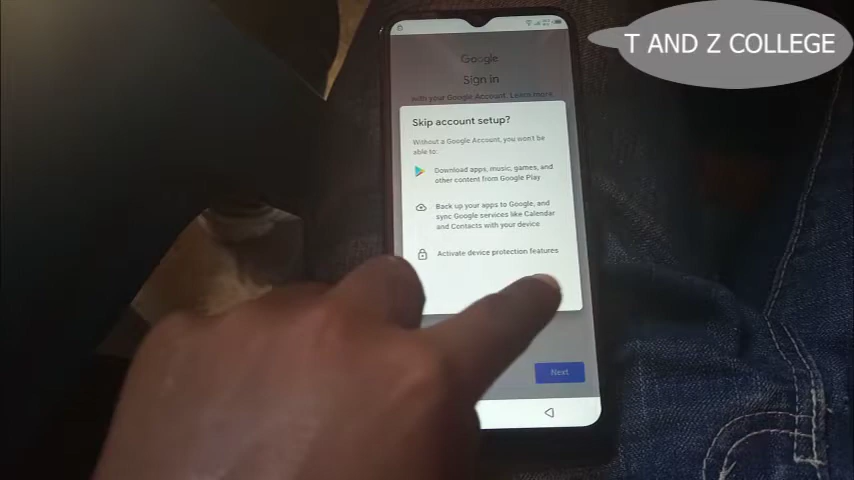 T AND Z COLLEGE
Google
Sign in
with your Google Account. Learn more
Skip account setup?
Without a Google Account, you won't be
able to:
Download apps, music, games, and
other content from Google Play
Back up your apps to Google, and
sync Google services like Calendar
and Contacts with your device
Activate device protection features
Next